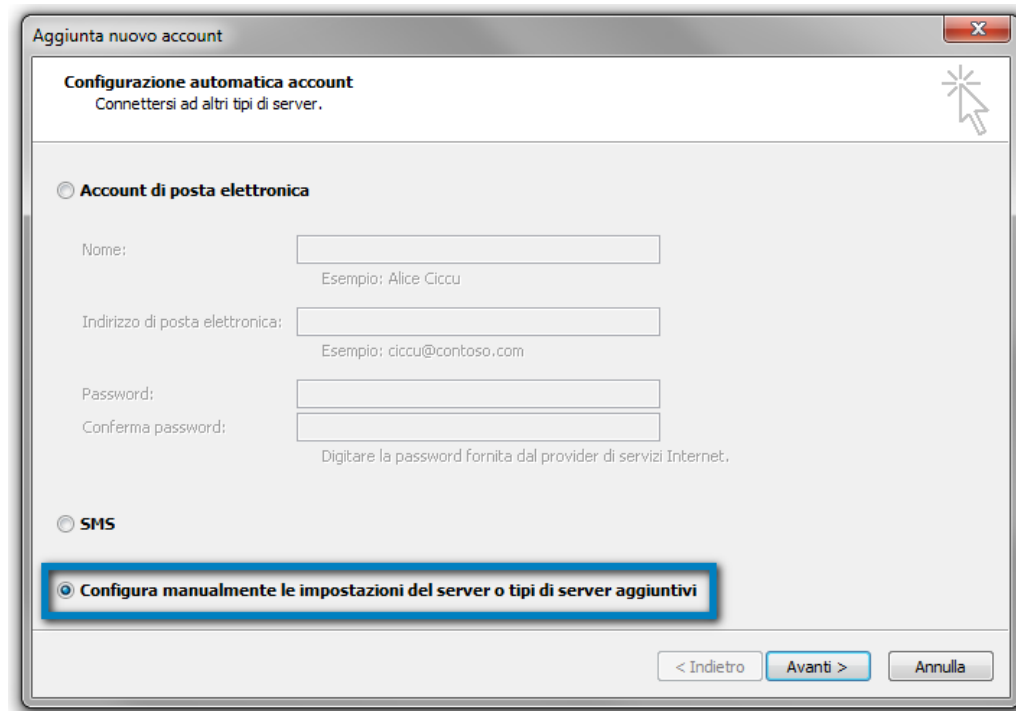 Aggiunta nuovo account
Configurazione automatica account
Connettersi ad altri tipi di server.
Account di posta elettronica
Nome:
Esempio: Alice Ciccu
Indirizzo di posta elettronica:
Esempio: ciccu@contoso.com
Password:
Conferma password:
Digitare la password fornita dal provider di servizi Internet.
SMS
Configura manualmente le impostazioni del server o tipi di server aggiuntivi
< Indietro
Avanti >
Annulla